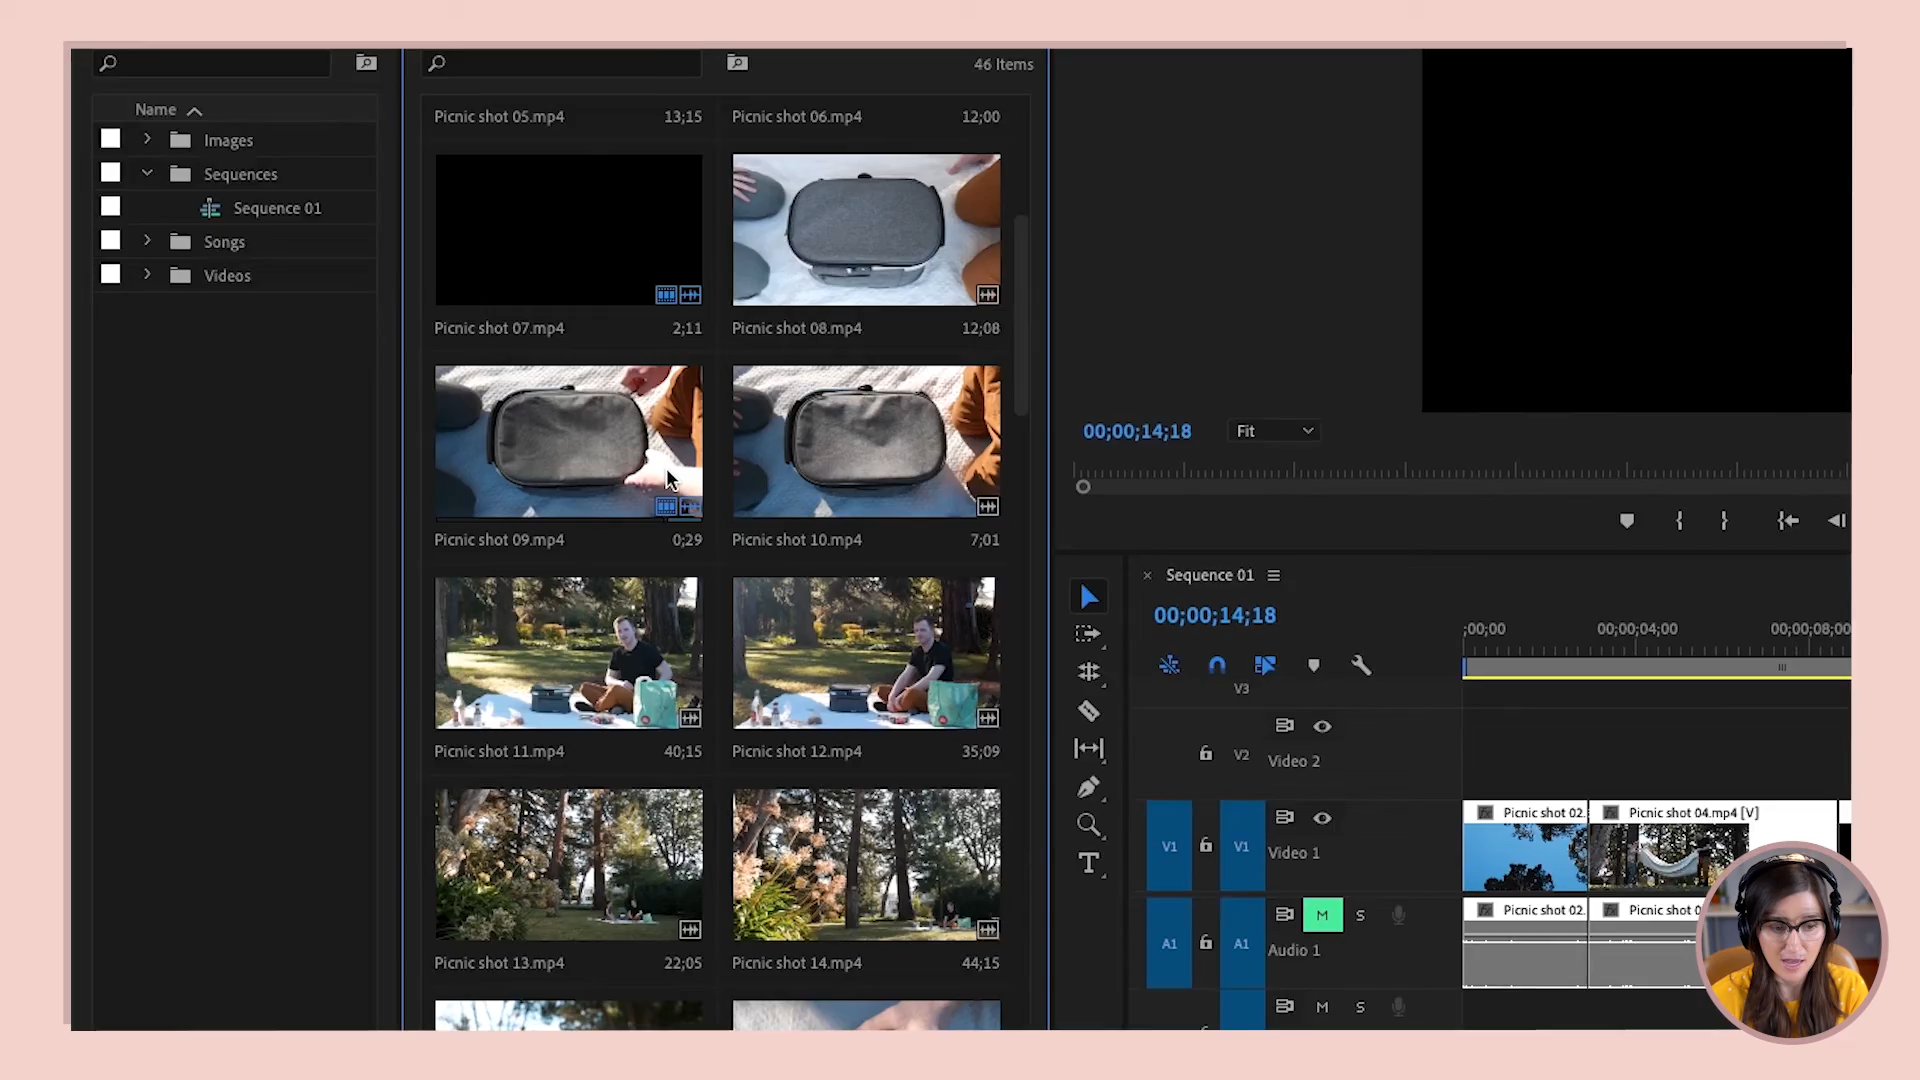 46 Items
Name
Images
Sequences
Sequence 01
Songs
Videos
Picnic shot 05.mp4 13;15
Picnic shot 06.mp4 12;00
Picnic shot 07.mp4 2;11
Picnic shot 08.mp4 12;08
Picnic shot 09.mp4 0;29
Picnic shot 10.mp4 7;01
Picnic shot 11.mp4 40;15
Picnic shot 12.mp4 35;09
Picnic shot 13.mp4 22;05
Picnic shot 14.mp4 44;15
00;00;14;18 Fit
Sequence 01
00;00;14;18
;00;00 00;00;04;00 00;00;08;00
V3
V2 Video 2
V1 V1 Video 1
Picnic shot 02. Picnic shot 04.mp4 [V]
A1 A1 M S Audio 1
Picnic shot 02. Picnic shot 0
M S
T